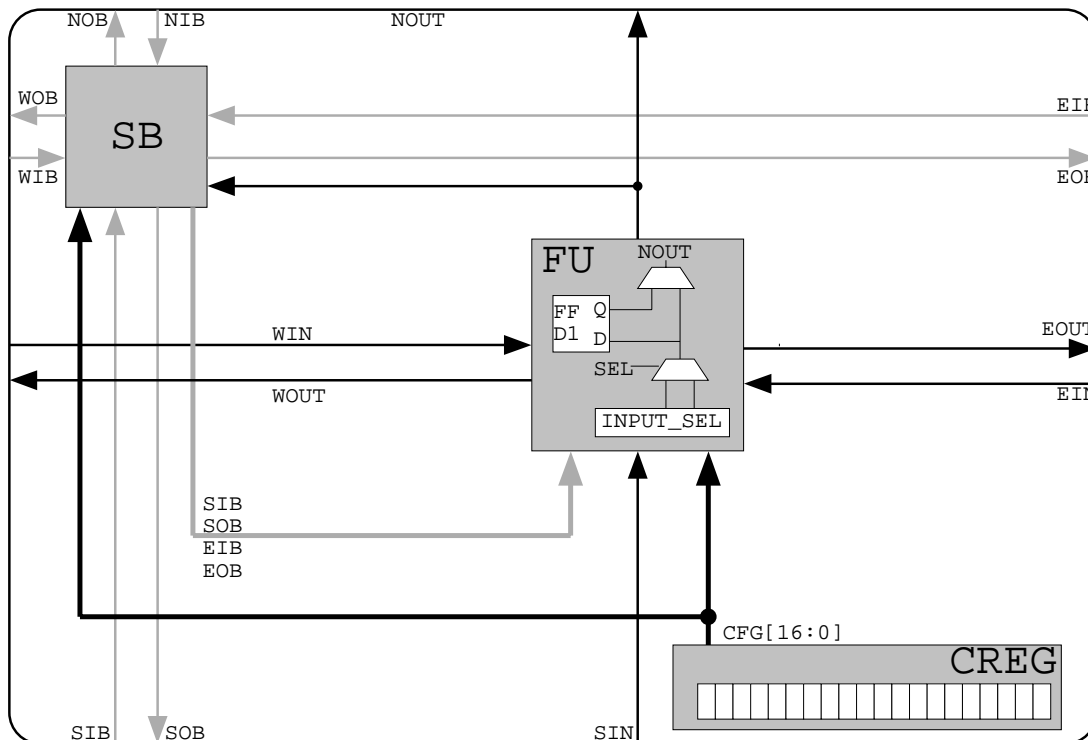 NOB
NIB
NOUT
WOB
EIB
SB
WIB
EOB
FU
NOUT
FF
Q
D1
D
WIN
EOUT
SEL
WOUT
EIN
INPUT_SEL
SIB
SOB
EIB
EOB
CFG[16:0]
CREG
SIB
SOB
SIN